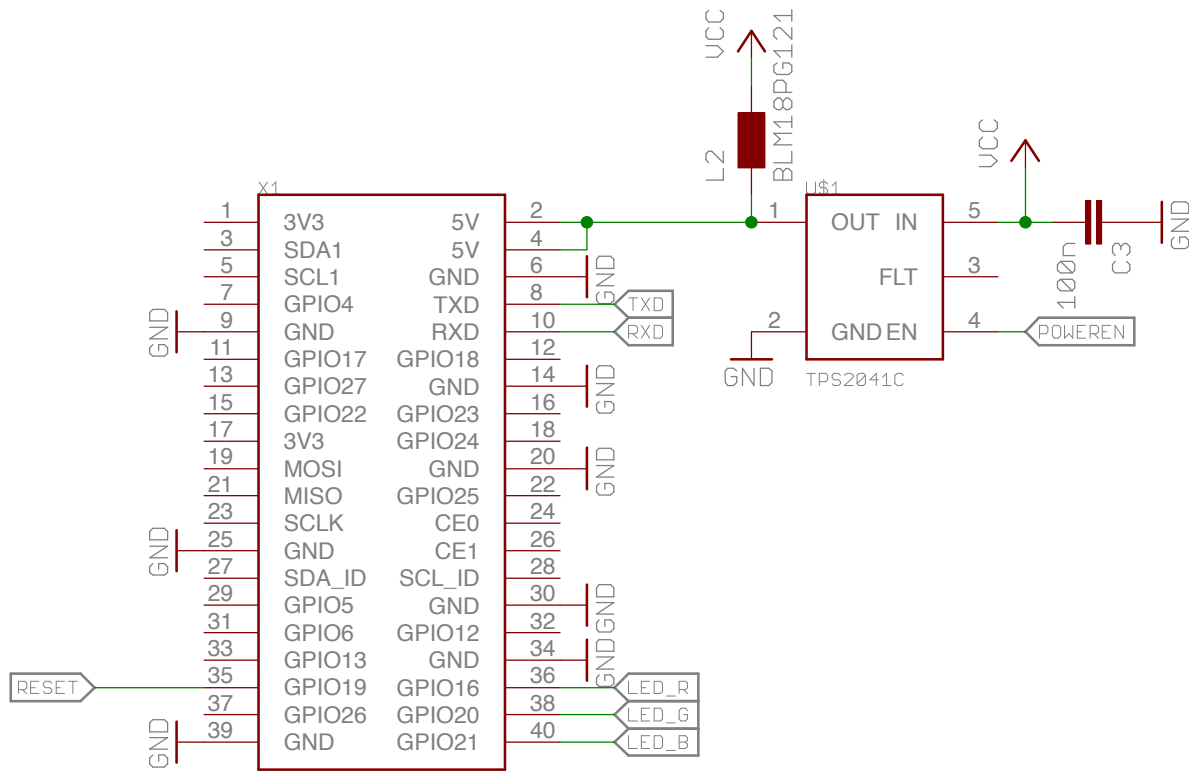 VCC
L2
BLM18PG121
VCC
X1
U$1
1 3V3 5V 2
3 SDA1 5V 4
5 SCL1 GND 6 GND
7 GPIO4 TXD 8 TXD
GND 9 GND RXD 10 RXD
11 GPIO17 GPIO18 12
13 GPIO27 GND 14 GND
15 GPIO22 GPIO23 16
17 3V3 GPIO24 18
19 MOSI GND 20 GND
21 MISO GPIO25 22
23 SCLK CE0 24
GND 25 GND CE1 26
27 SDA_ID SCL_ID 28
29 GPIO5 GND 30 GND
31 GPIO6 GPIO12 32
33 GPIO13 GND 34 GND
RESET 35 GPIO19 GPIO16 36 LED_R
37 GPIO26 GPIO20 38 LED_G
GND 39 GND GPIO21 40 LED_B
1 OUT IN 5
FLT 3
2 GND EN 4 POWEREN
GND
TPS2041C
100n
C3
GND